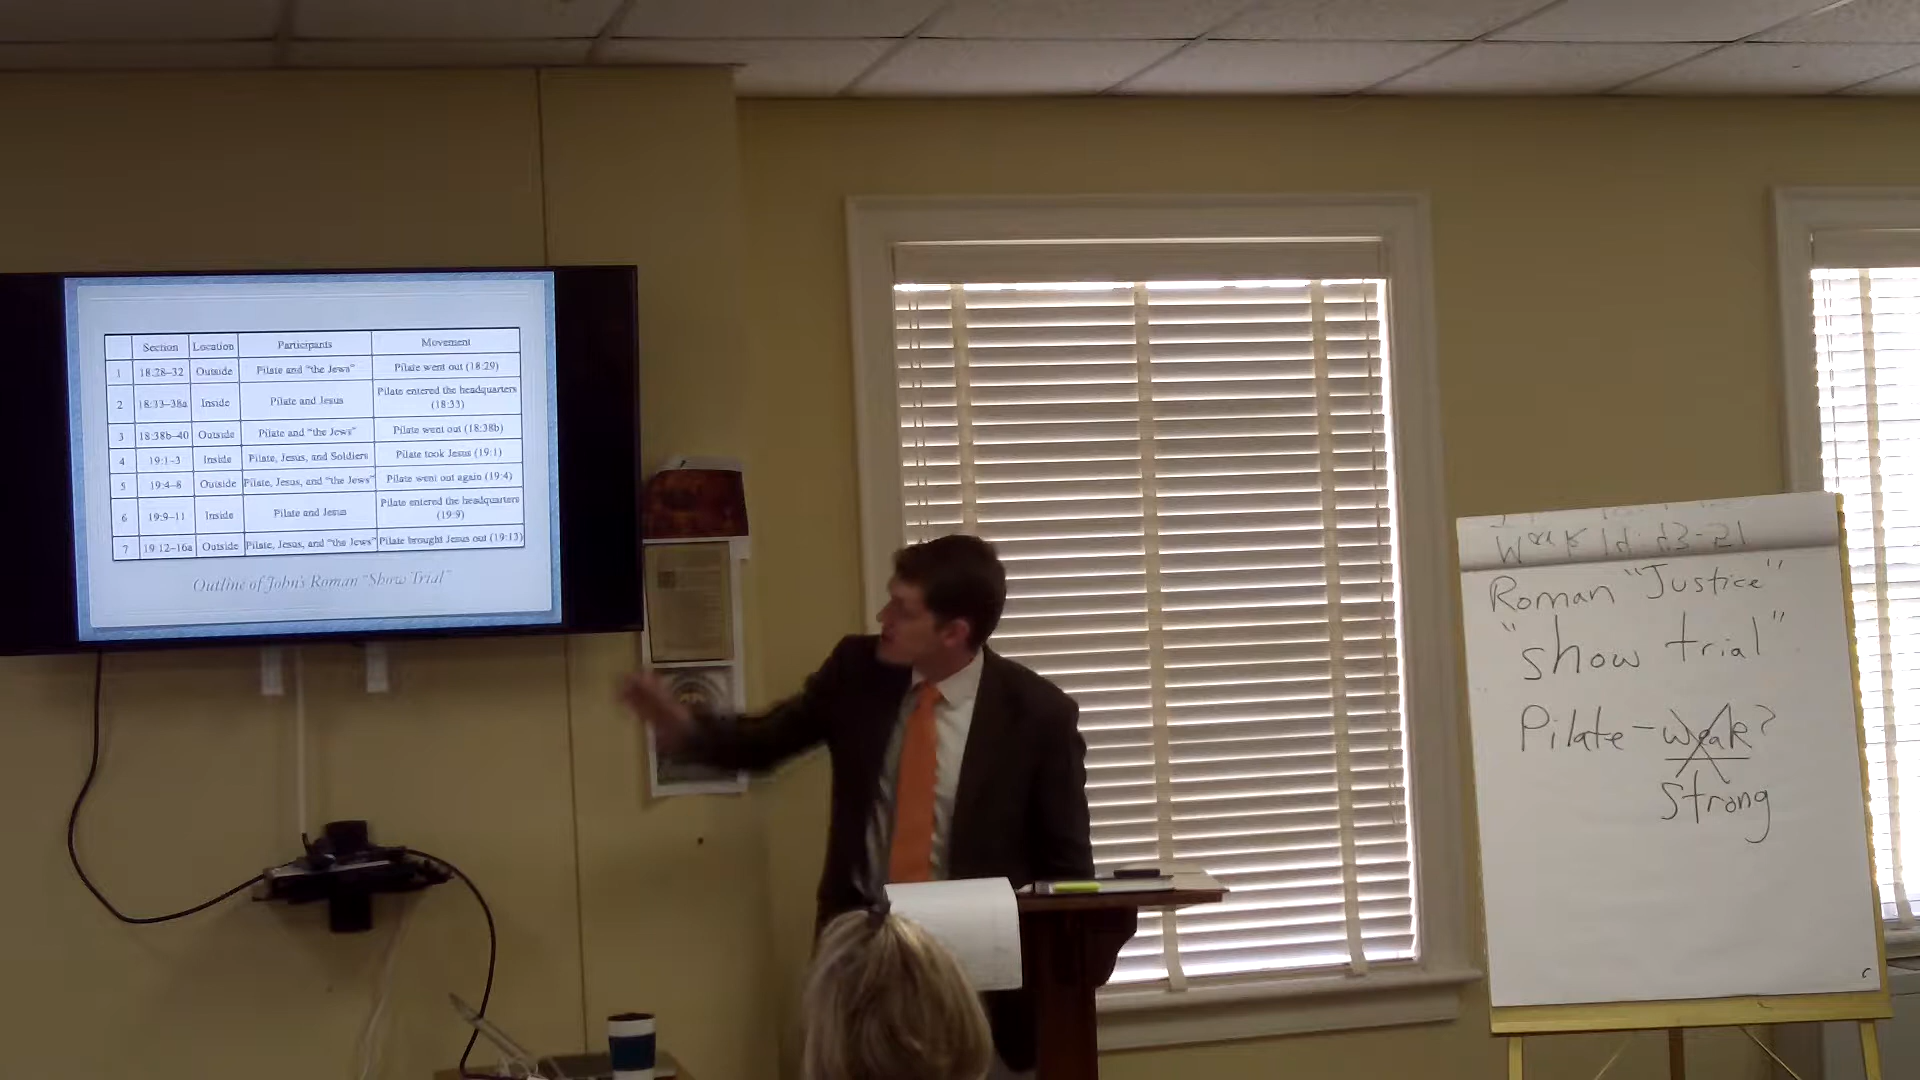 Section Location Participants Movement
1 18:28–32 Outside Pilate and "the Jews" Pilate went out (18:29)
2 18:33–38a Inside Pilate and Jesus Pilate entered the headquarters (18:33)
3 18:38b–40 Outside Pilate and "the Jews" Pilate went out (18:38b)
4 19:1–3 Inside Pilate, Jesus, and Soldiers Pilate took Jesus (19:1)
5 19:4–8 Outside Pilate, Jesus, and "the Jews" Pilate went out again (19:4)
6 19:9–11 Inside Pilate and Jesus Pilate entered the headquarters (19:9)
7 19:12–16a Outside Pilate, Jesus, and "the Jews" Pilate brought Jesus out (19:13)
Outline of John's Roman "Show Trial"
Roman "Justice"
"show trial"
Pilate - weak?
Strong